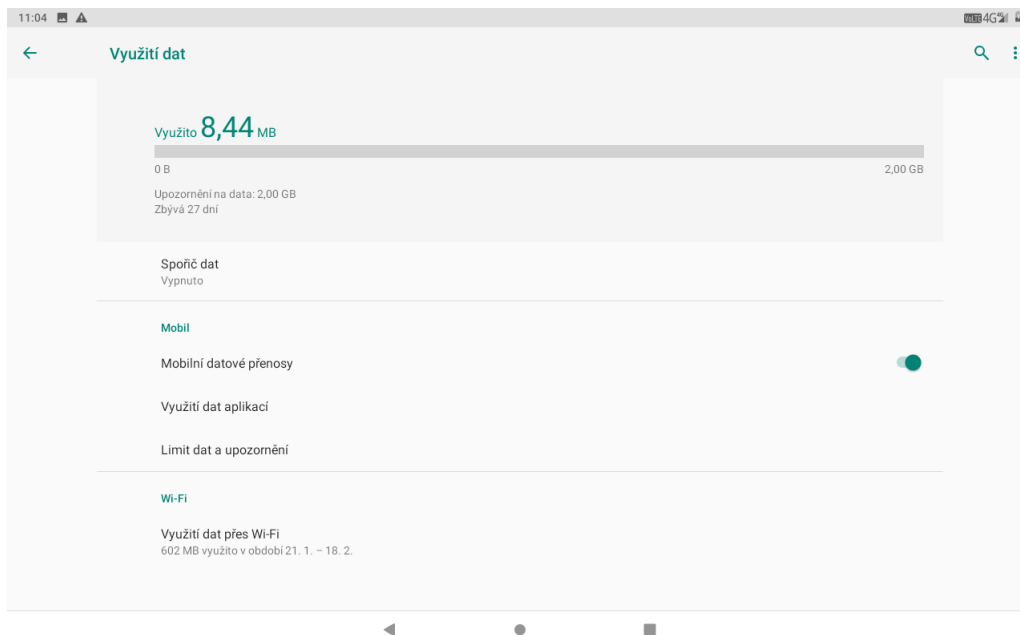 11:04 VoLTE 4G
Využití dat
Využito 8,44 MB
0 B 2,00 GB
Upozornění na data: 2,00 GB
Zbývá 27 dní
Spořič dat
Vypnuto
Mobil
Mobilní datové přenosy
Využití dat aplikací
Limit dat a upozornění
Wi-Fi
Využití dat přes Wi-Fi
602 MB využito v období 21. 1. – 18. 2.